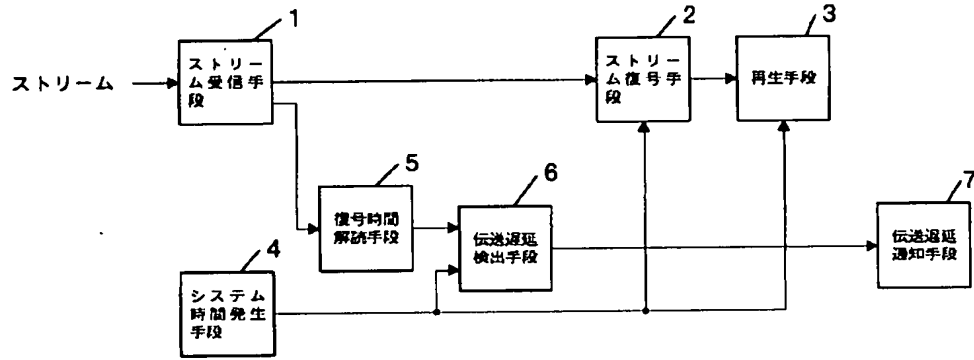 1
2
3
ストリーム
ストリー
ム受信手
段
ストリー
ム復号手
段
再生手段
5
6
7
復号時間
解読手段
伝送遅延
検出手段
伝送遅延
通知手段
4
システム
時間発生
手段